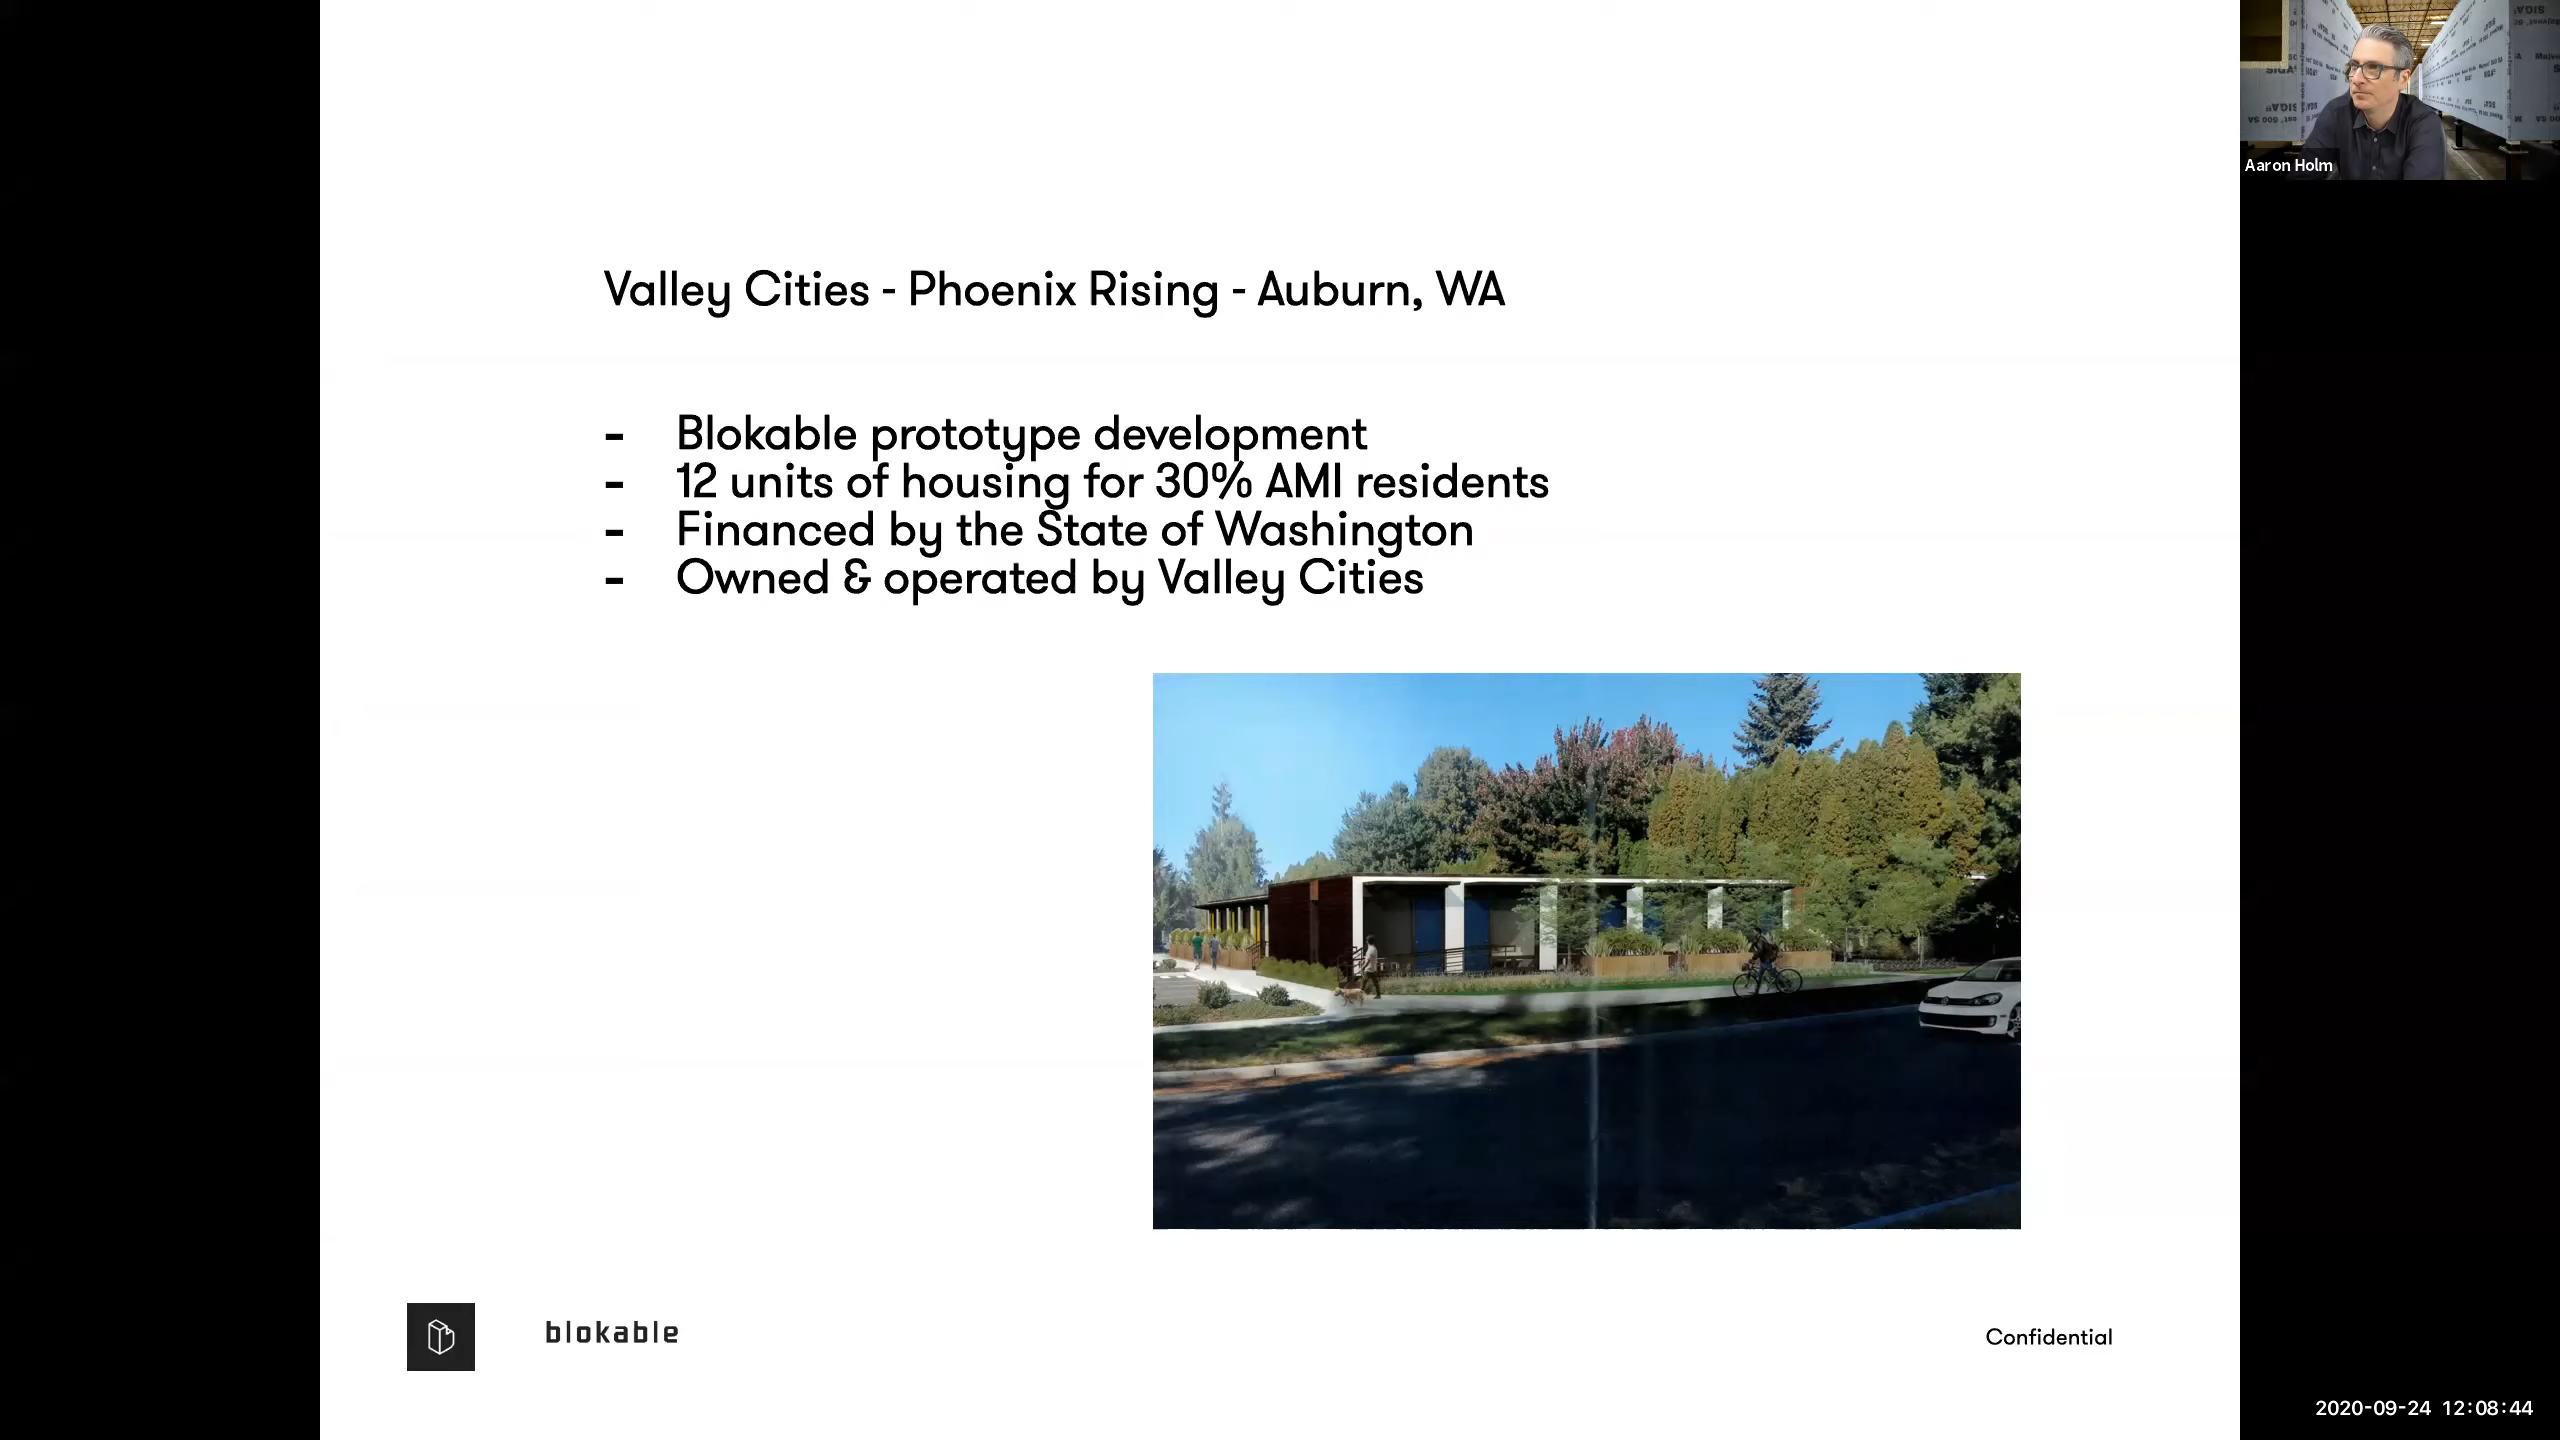 Valley Cities - Phoenix Rising - Auburn, WA
- Blokable prototype development
- 12 units of housing for 30% AMI residents
- Financed by the State of Washington
- Owned & operated by Valley Cities
blokable
Confidential
Aaron Holm
2020-09-24 12:08:44